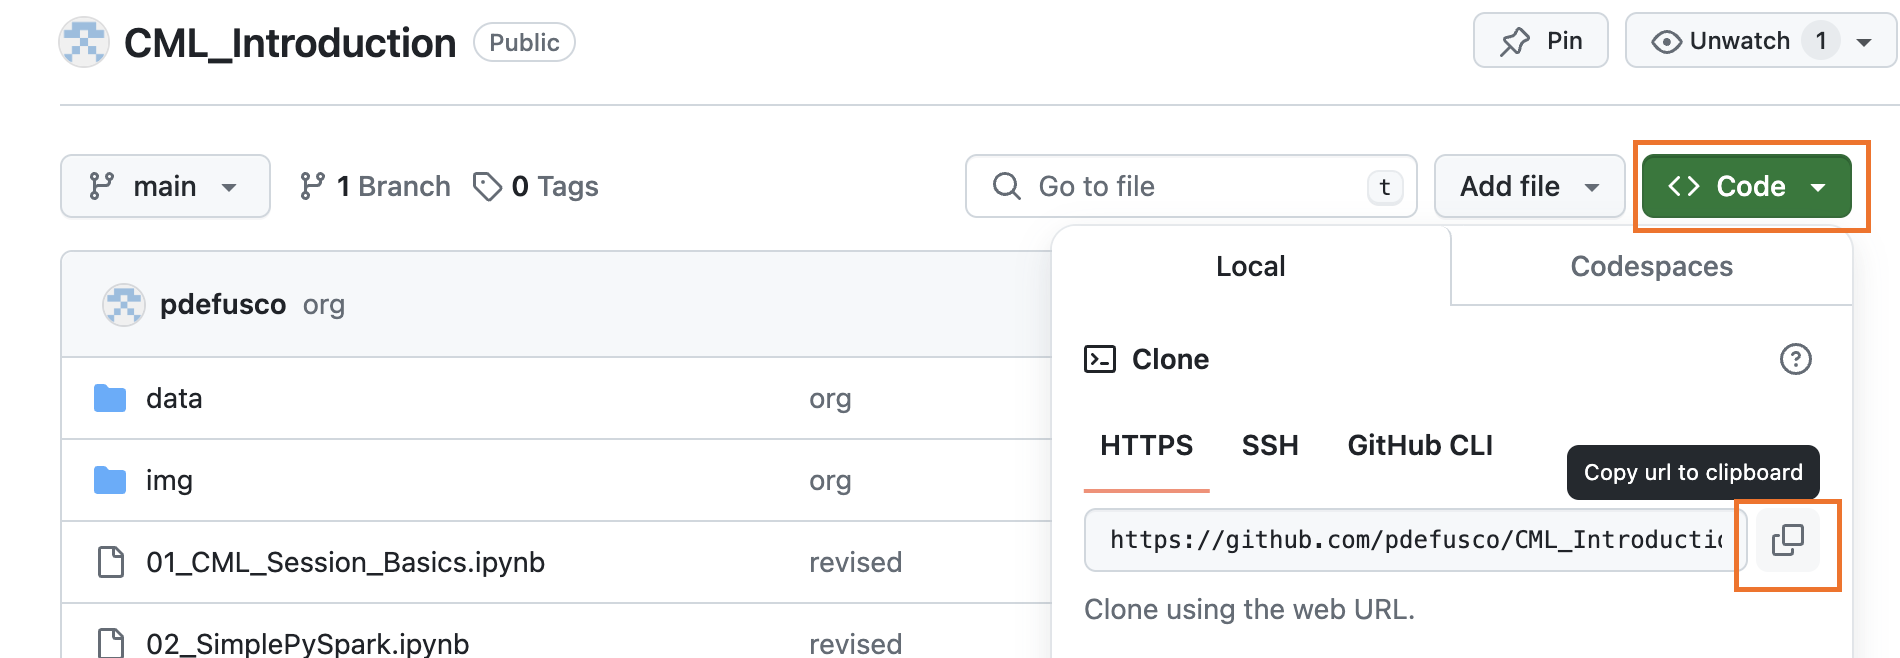 CML_Introduction Public Pin Unwatch 1
main 1 Branch 0 Tags Go to file t Add file Code
Local Codespaces
pdefusco org
Clone
data org
HTTPS SSH GitHub CLI
Copy url to clipboard
img org
https://github.com/pdefusco/CML_Introductio
01_CML_Session_Basics.ipynb revised
Clone using the web URL.
02_SimplePySpark.ipynb revised